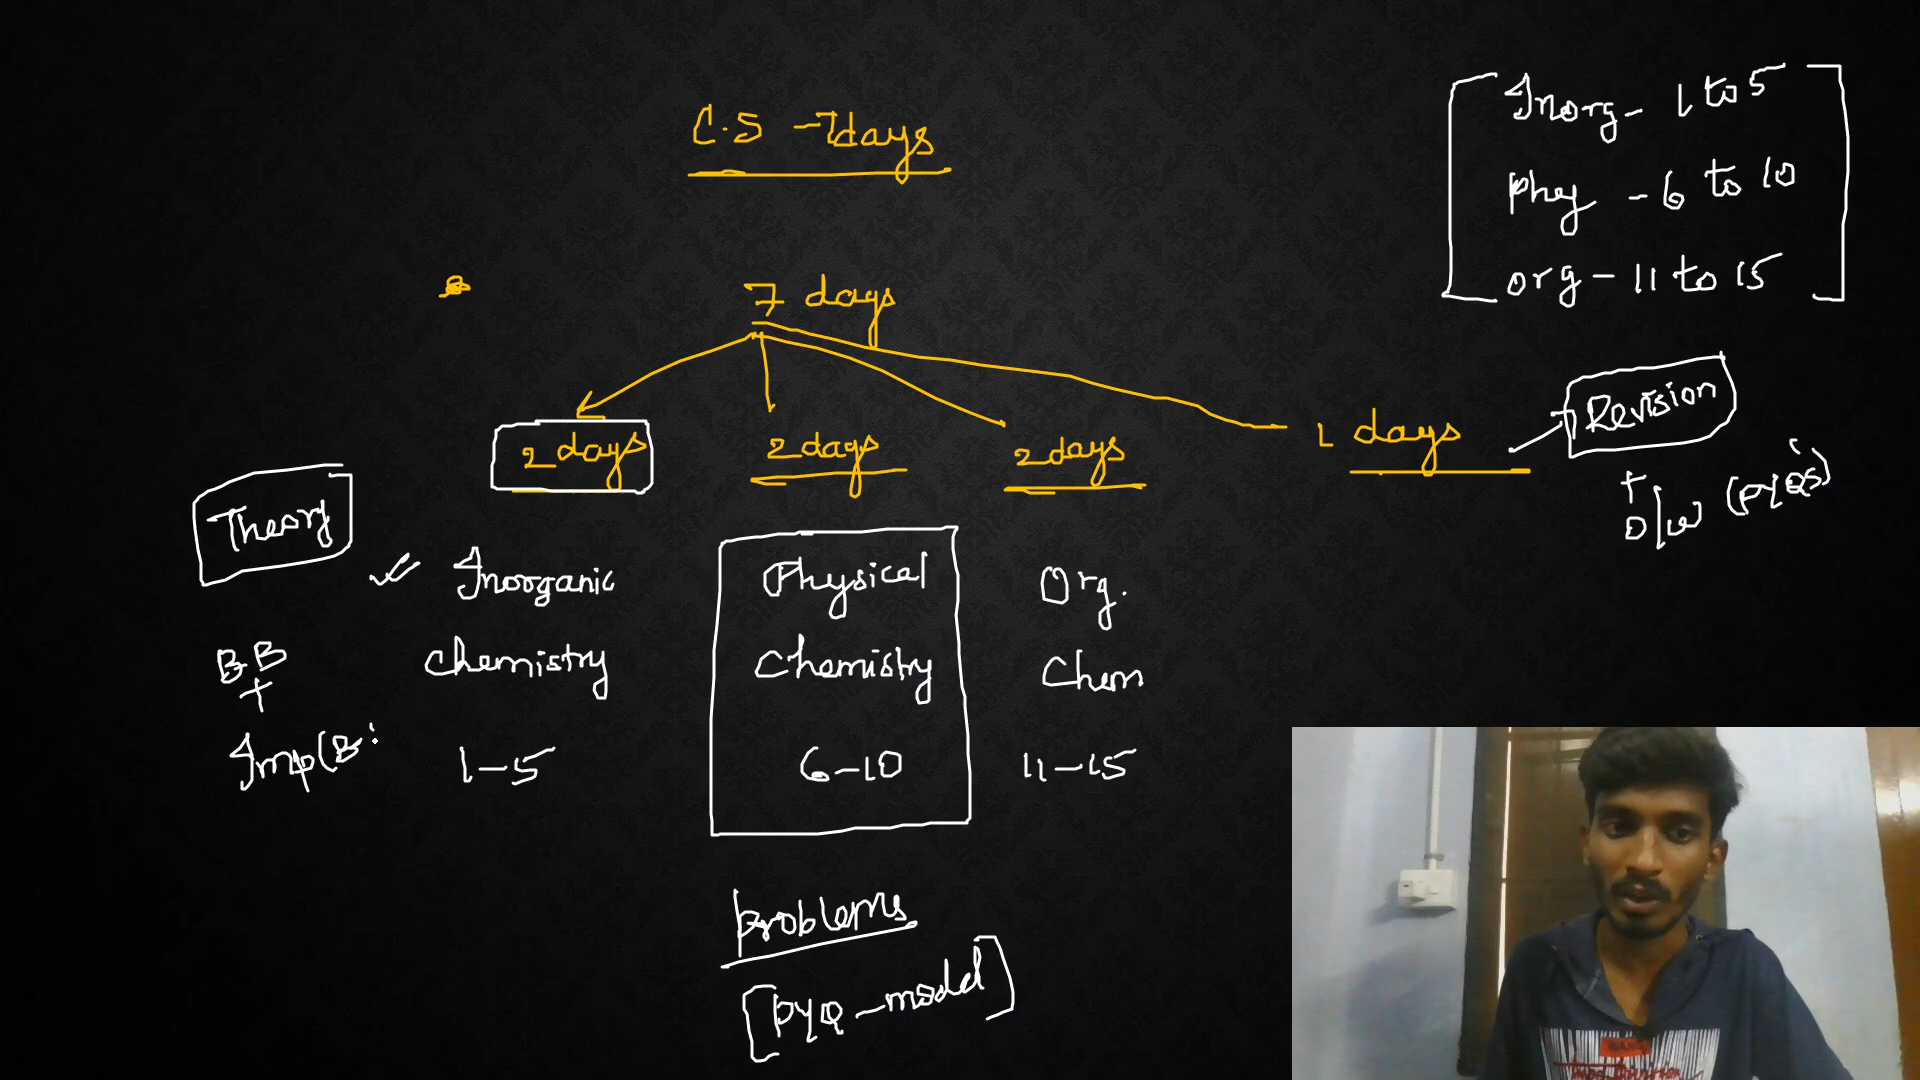 C.S - 7days
Inorg - 1 to 5
phy - 6 to 10
org - 11 to 15
7 days
2 days
2 days
2 days
1 days
Revision
+
D/W (PYQ's)
Theory
Inorganic
Chemistry
1-5
Physical
Chemistry
6-10
Org.
Chem
11-15
BB
+
Imp(B
problems
[PYQ - model]